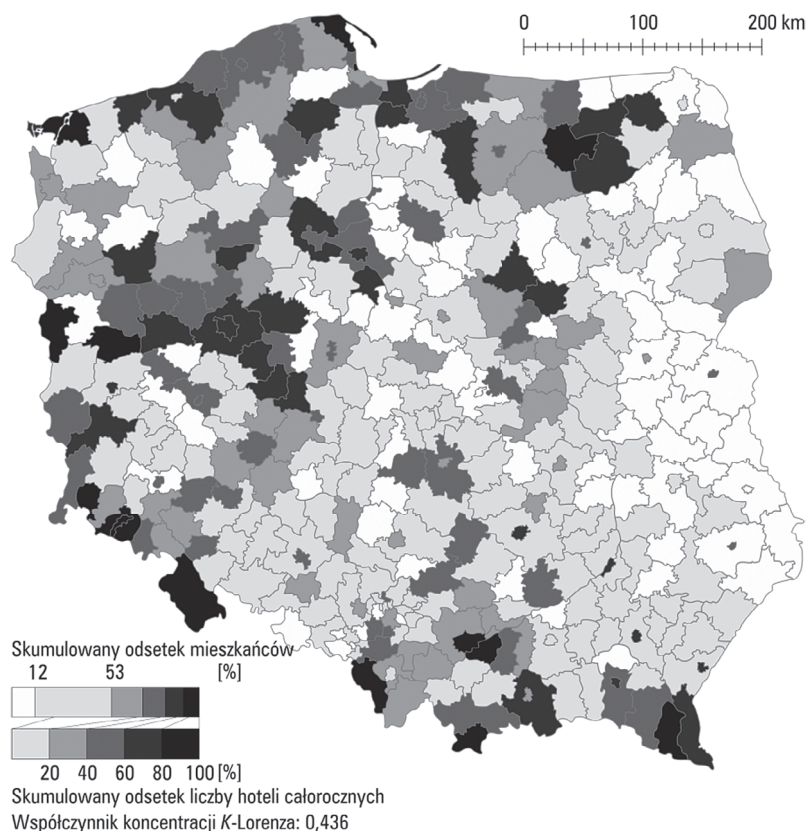 0 100 200 km
Skumulowany odsetek mieszkańców
12 53 [%]
20 40 60 80 100 [%]
Skumulowany odsetek liczby hoteli całorocznych
Współczynnik koncentracji K-Lorenza: 0,436